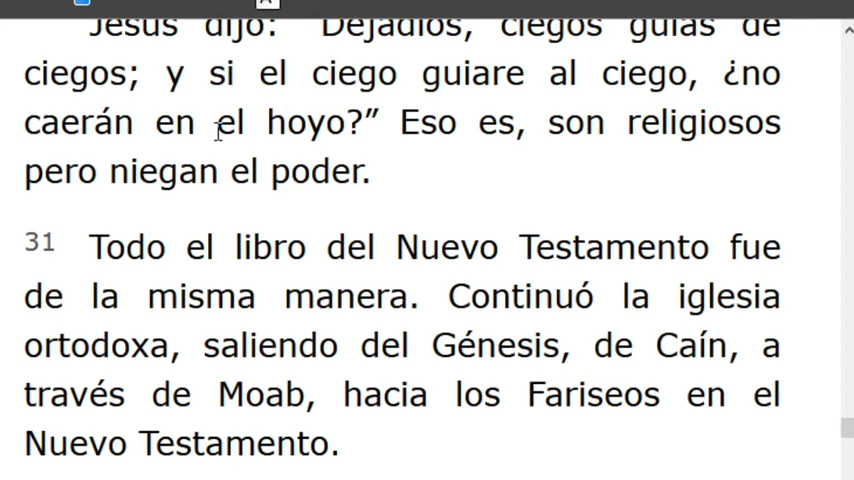 Jesús dijo: “Dejadlos, ciegos guías de
ciegos; y si el ciego guiare al ciego, ¿no
caerán en el hoyo?” Eso es, son religiosos
pero niegan el poder.
31 Todo el libro del Nuevo Testamento fue
de la misma manera. Continuó la iglesia
ortodoxa, saliendo del Génesis, de Caín, a
través de Moab, hacia los Fariseos en el
Nuevo Testamento.